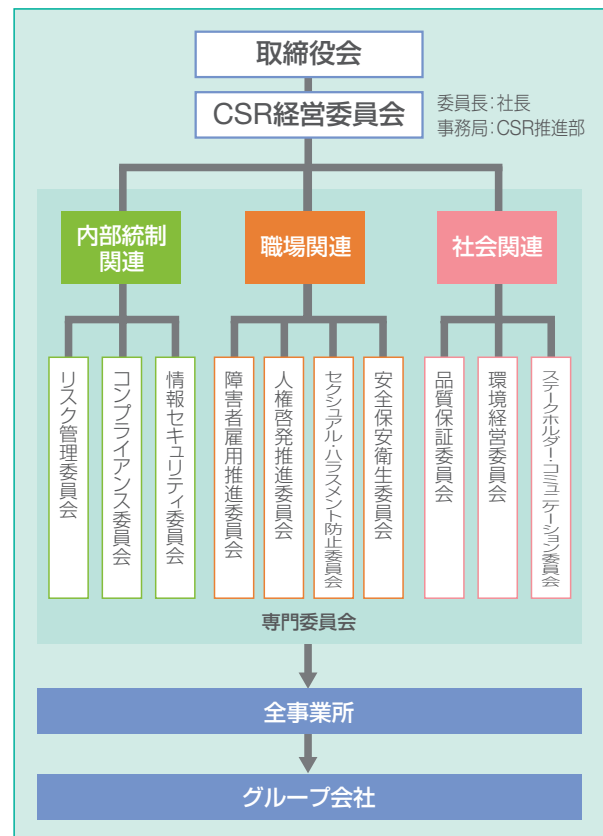 取締役会
CSR経営委員会
委員長:社長
事務局:CSR推進部
内部統制
関連
職場関連
社会関連
リスク管理委員会
コンプライアンス委員会
情報セキュリティ委員会
障害者雇用推進委員会
人権啓発推進委員会
セクシュアル・ハラスメント防止委員会
安全保安衛生委員会
品質保証委員会
環境経営委員会
ステークホルダー・コミュニケーション委員会
専門委員会
全事業所
グループ会社